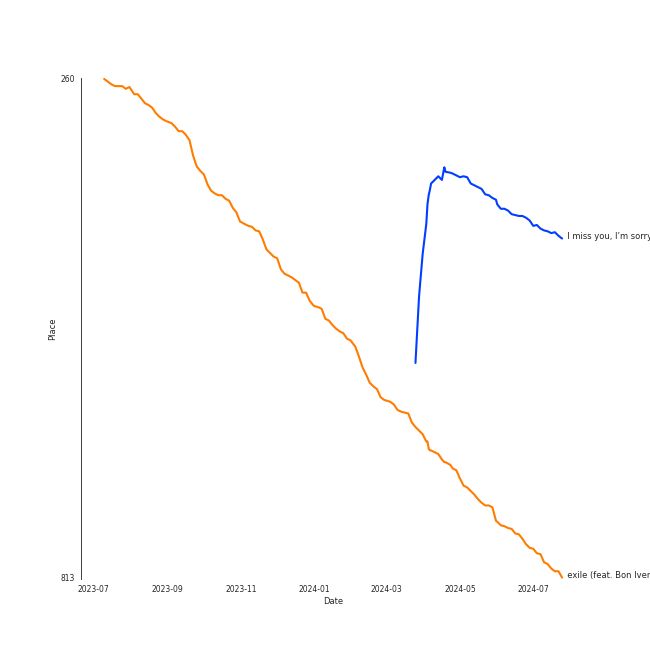 260
I miss you, I'm sorry
Place
exile (feat. Bon Iver
813
2023-07
2023-09
2023-11
2024-01
2024-03
2024-05
2024-07
Date